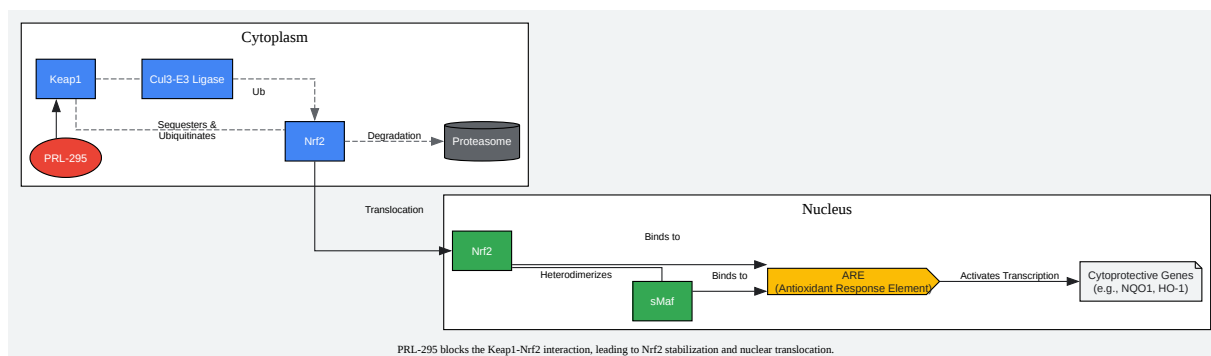 Cytoplasm
Keap1
Cul3-E3 Ligase
Ub
Sequesters &
Ubiquitinates
Nrf2
Degradation
Proteasome
PRL-295
Translocation
Nucleus
Nrf2
Binds to
Heterodimerizes
Binds to
sMaf
ARE
(Antioxidant Response Element)
Activates Transcription
Cytoprotective Genes
(e.g., NQO1, HO-1)
PRL-295 blocks the Keap1-Nrf2 interaction, leading to Nrf2 stabilization and nuclear translocation.